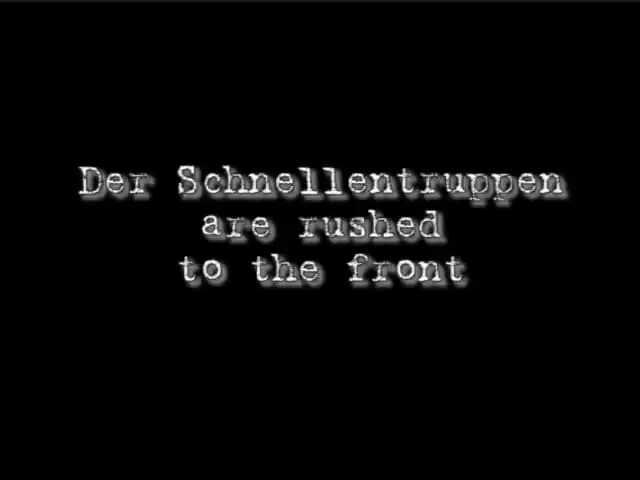 Der Schnellentruppen
are rushed
to the front